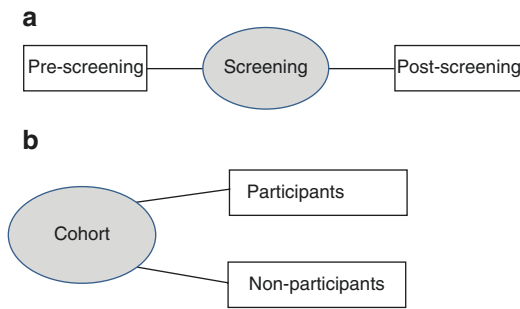 a
Pre-screening Screening Post-screening
b
Participants
Cohort
Non-participants